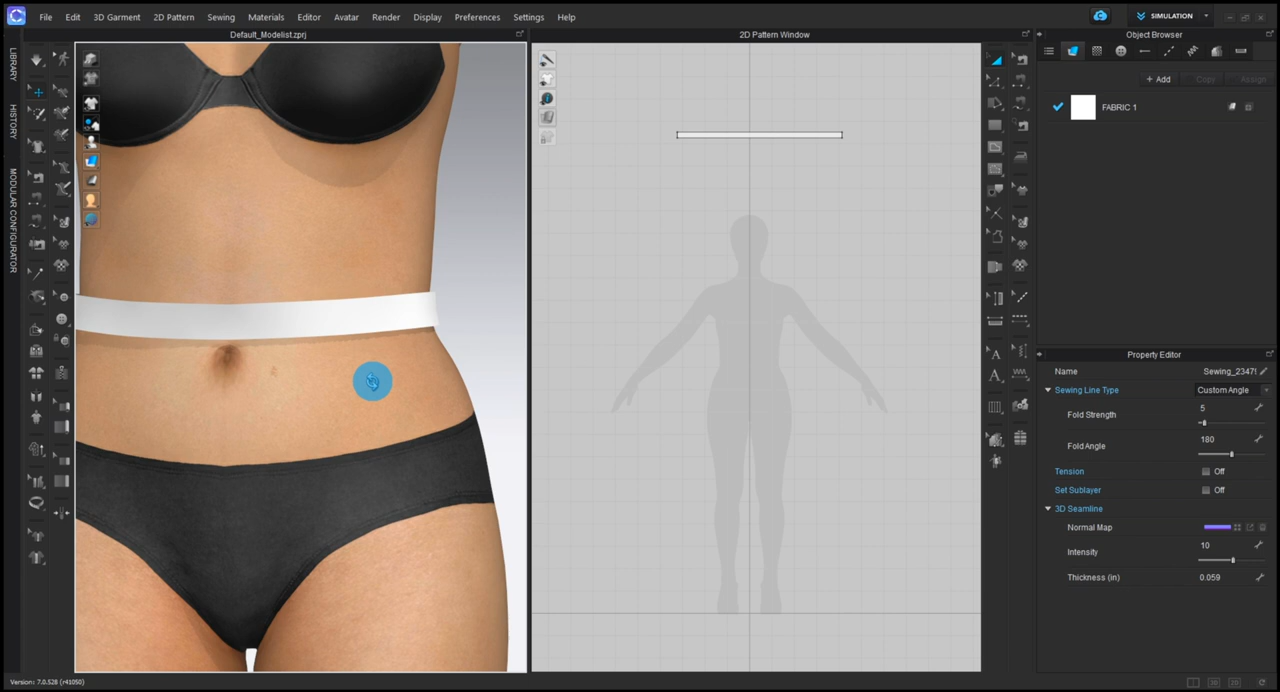 File Edit 3D Garment 2D Pattern Sewing Materials Editor Avatar Render Display Preferences Settings Help
SIMULATION
Default_Modelist.zprj
2D Pattern Window
Object Browser
LIBRARY
HISTORY
MODULAR CONFIGURATOR
+ Add Copy Assign
FABRIC 1
Property Editor
Name Sewing_2347
Sewing Line Type Custom Angle
Fold Strength 5
Fold Angle 180
Tension Off
Set Sublayer Off
3D Seamline
Normal Map
Intensity 10
Thickness (in) 0.059
Version: 7.0.528 (r41050)
3D 2D